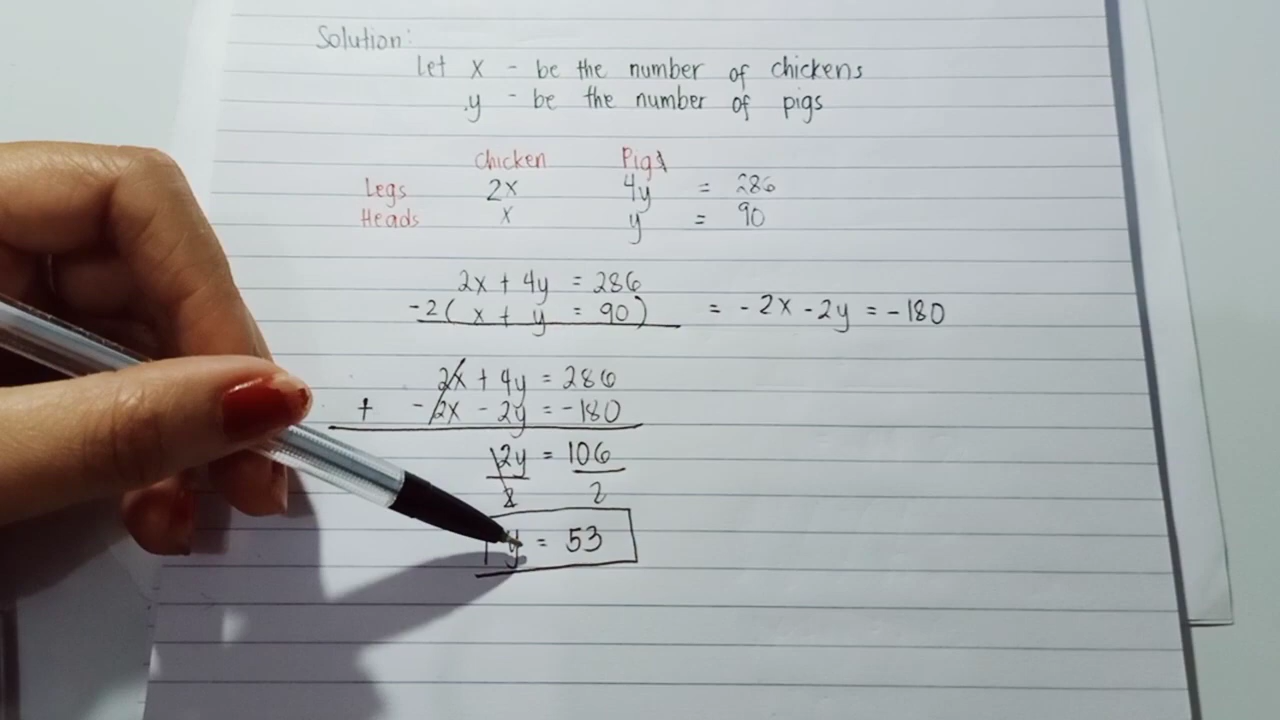 Solution:
Let x - be the number of chickens
y - be the number of pigs
Chicken Pigs
Legs 2x 4y = 286
Heads x y = 90
2x + 4y = 286
-2( x + y = 90) = -2x - 2y = -180
2x + 4y = 286
+ -2x - 2y = -180
2y = 106
2 2
y = 53